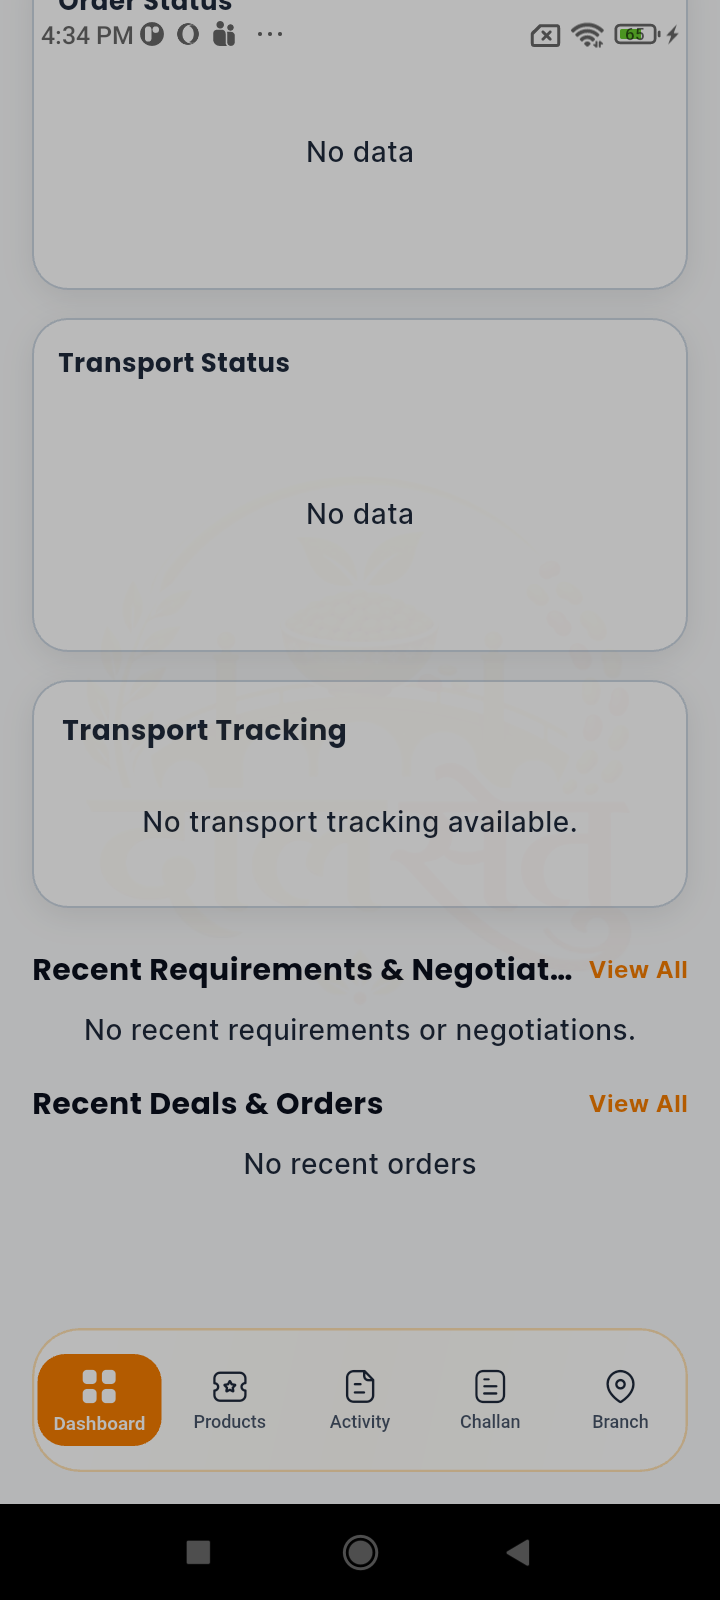 Order Status
4:34 PM
65
No data
Transport Status
No data
Transport Tracking
No transport tracking available.
दालसेतु
Recent Requirements & Negotiat... View All
No recent requirements or negotiations.
Recent Deals & Orders View All
No recent orders
Dashboard Products Activity Challan Branch